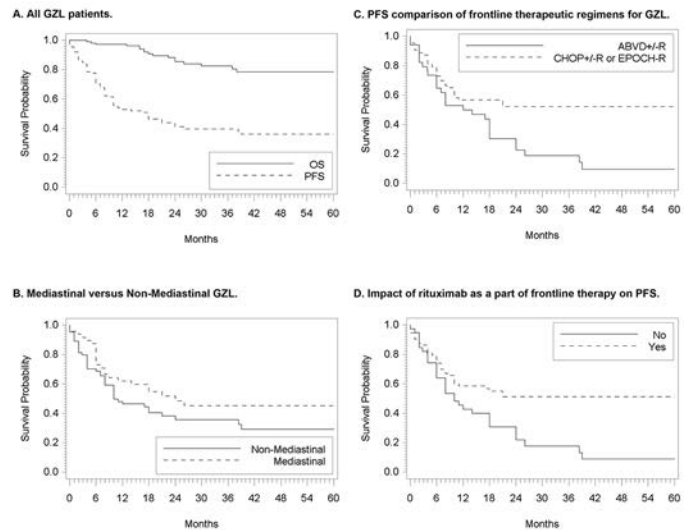 A. All GZL patients.
Survival Probability
1.0
0.8
0.6
0.4
0.2
0.0
OS
PFS
0 6 12 18 24 30 36 42 48 54 60
Months
B. Mediastinal versus Non-Mediastinal GZL.
Survival Probability
1.0
0.8
0.6
0.4
0.2
0.0
Non-Mediastinal
Mediastinal
0 6 12 18 24 30 36 42 48 54 60
Months
C. PFS comparison of frontline therapeutic regimens for GZL.
Survival Probability
1.0
0.8
0.6
0.4
0.2
0.0
ABVD+/-R
CHOP+/-R or EPOCH-R
0 6 12 18 24 30 36 42 48 54 60
Months
D. Impact of rituximab as a part of frontline therapy on PFS.
Survival Probability
1.0
0.8
0.6
0.4
0.2
0.0
No
Yes
0 6 12 18 24 30 36 42 48 54 60
Months